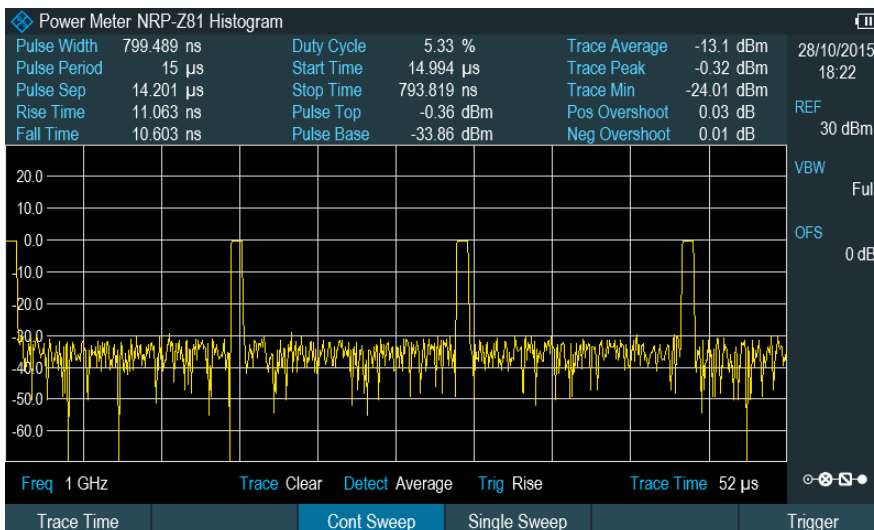 Power Meter NRP-Z81 Histogram
Pulse Width 799.489 ns Duty Cycle 5.33 % Trace Average -13.1 dBm
Pulse Period 15 µs Start Time 14.994 µs Trace Peak -0.32 dBm
Pulse Sep 14.201 µs Stop Time 793.819 ns Trace Min -24.01 dBm
Rise Time 11.063 ns Pulse Top -0.36 dBm Pos Overshoot 0.03 dB
Fall Time 10.603 ns Pulse Base -33.86 dBm Neg Overshoot 0.01 dB
28/10/2015
18:22
REF
30 dBm
VBW
Ful
OFS
0 dB
20.0
10.0
0.0
-10.0
-20.0
-30.0
-40.0
-50.0
-60.0
Freq 1 GHz Trace Clear Detect Average Trig Rise Trace Time 52 µs
Trace Time Cont Sweep Single Sweep Trigger